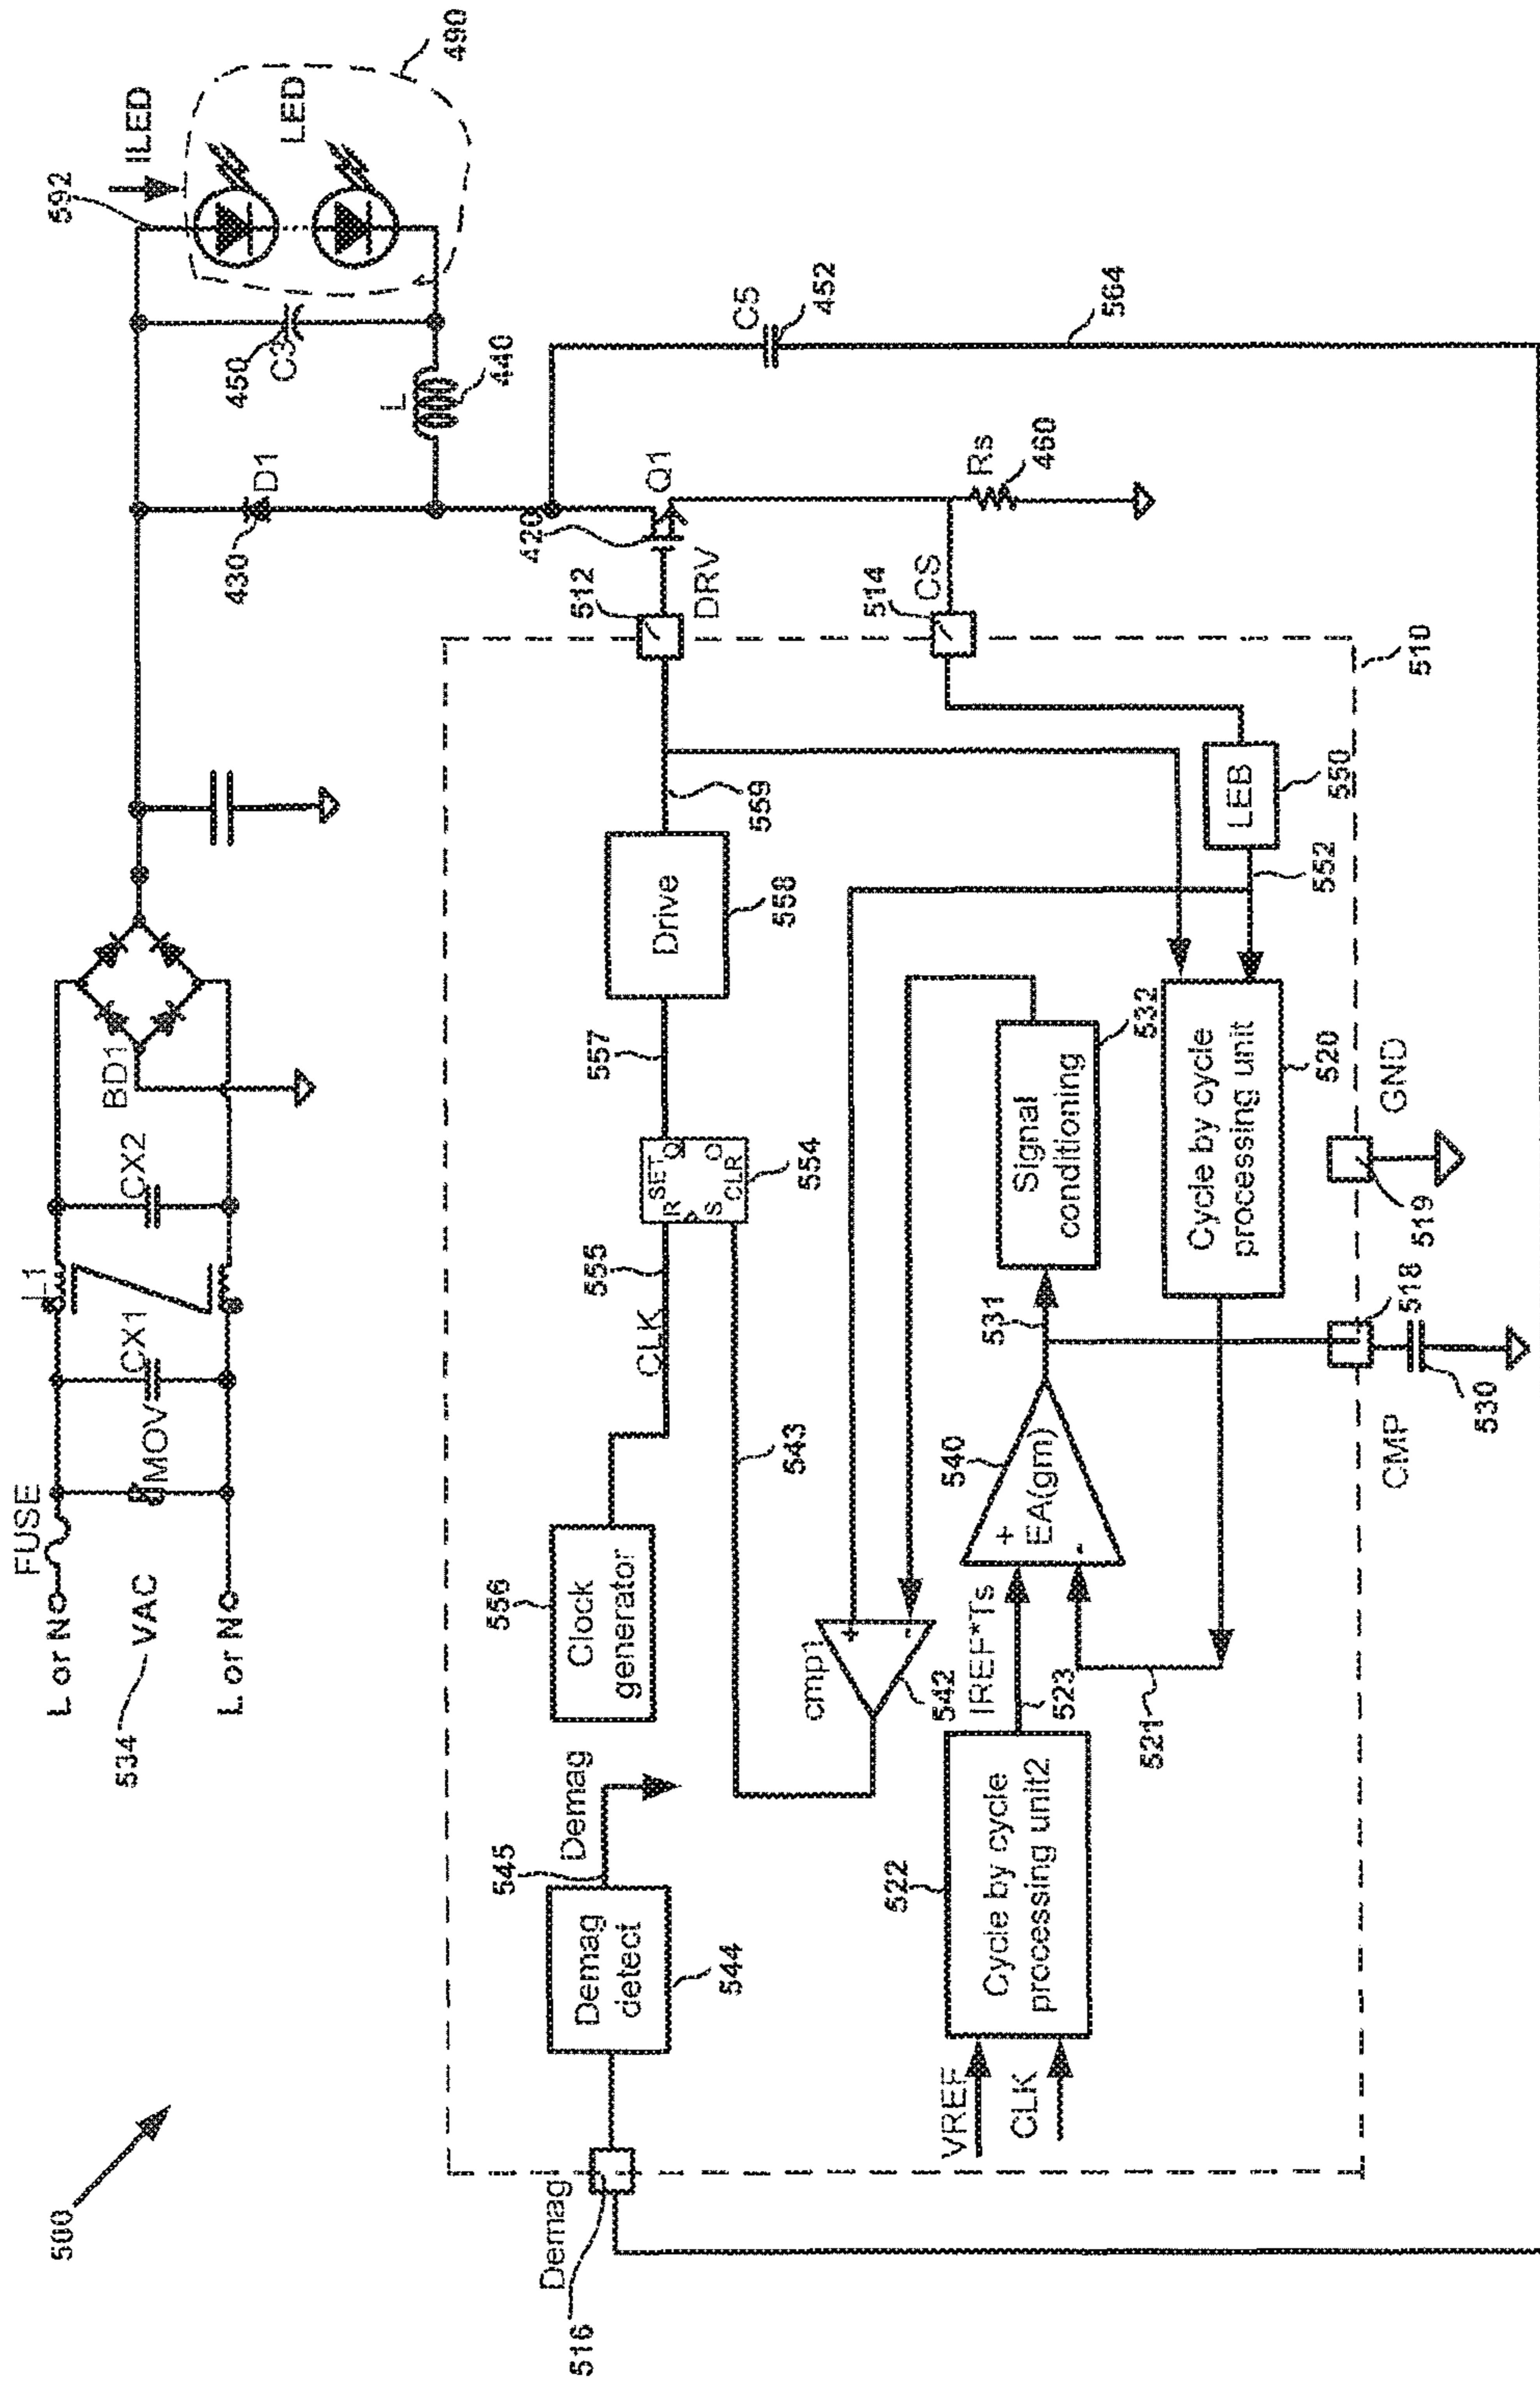 500
534
VAC
L or N
L or N
FUSE
MOV
CX1
L1
CX2
BD1
430
D1
450
C3
L
440
592
ILED
LED
490
420
Q1
C5
452
564
Rs
460
512
DRV
514
CS
510
Demag
516
Demag
detect
544
545
Demag
556
Clock
generator
CLK
555
R
SET
Q
S
CLR
Q
554
557
Drive
558
559
543
cmp1
+
-
542
VREF
CLK
522
Cycle by cycle
processing unit2
IREF*Ts
523
521
540
+
EA(gm)
-
531
Signal
conditioning
532
Cycle by cycle
processing unit
520
LEB
550
552
CMP
518
530
519
GND